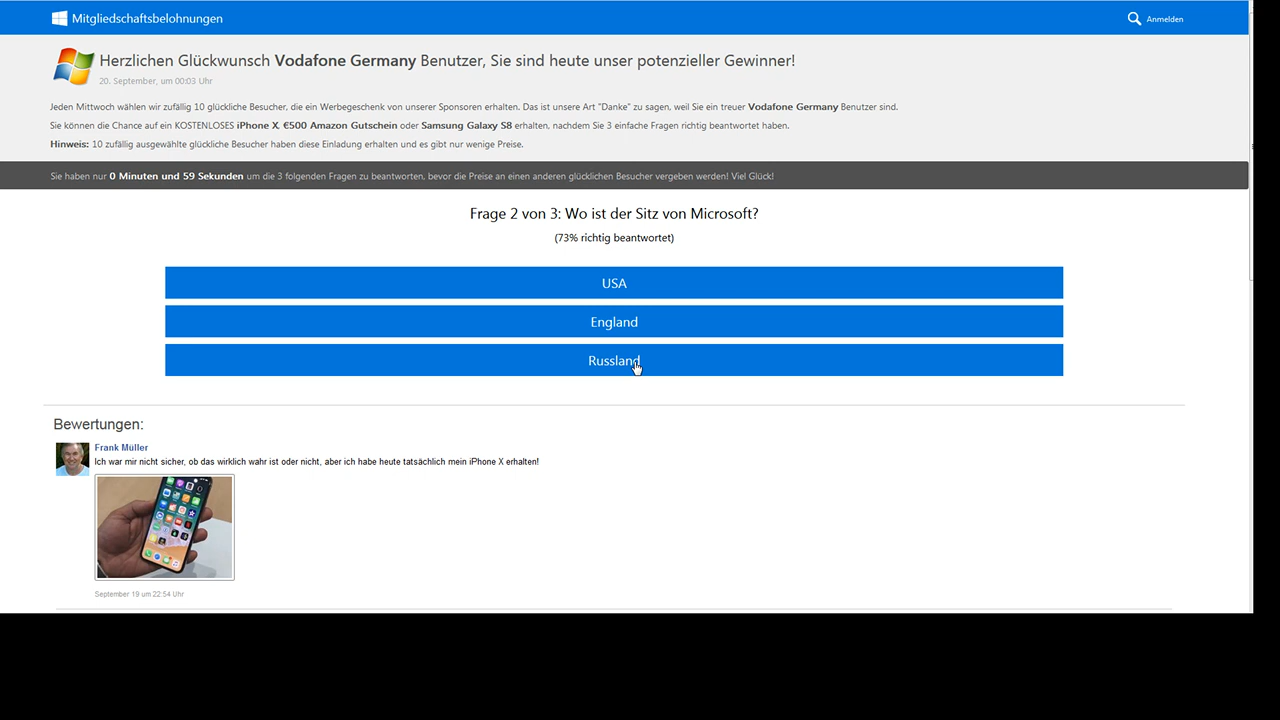 Mitgliedschaftsbelohnungen
Anmelden
Herzlichen Glückwunsch Vodafone Germany Benutzer, Sie sind heute unser potenzieller Gewinner!
20. September, um 00:03 Uhr
Jeden Mittwoch wählen wir zufällig 10 glückliche Besucher, die ein Werbegeschenk von unserer Sponsoren erhalten. Das ist unsere Art "Danke" zu sagen, weil Sie ein treuer Vodafone Germany Benutzer sind.
Sie können die Chance auf ein KOSTENLOSES iPhone X, €500 Amazon Gutschein oder Samsung Galaxy S8 erhalten, nachdem Sie 3 einfache Fragen richtig beantwortet haben.
Hinweis: 10 zufällig ausgewählte glückliche Besucher haben diese Einladung erhalten und es gibt nur wenige Preise.
Sie haben nur 0 Minuten und 59 Sekunden um die 3 folgenden Fragen zu beantworten, bevor die Preise an einen anderen glücklichen Besucher vergeben werden! Viel Glück!
Frage 2 von 3: Wo ist der Sitz von Microsoft?
(73% richtig beantwortet)
USA
England
Russland
Bewertungen:
Frank Müller
Ich war mir nicht sicher, ob das wirklich wahr ist oder nicht, aber ich habe heute tatsächlich mein iPhone X erhalten!
September 19 um 22:54 Uhr